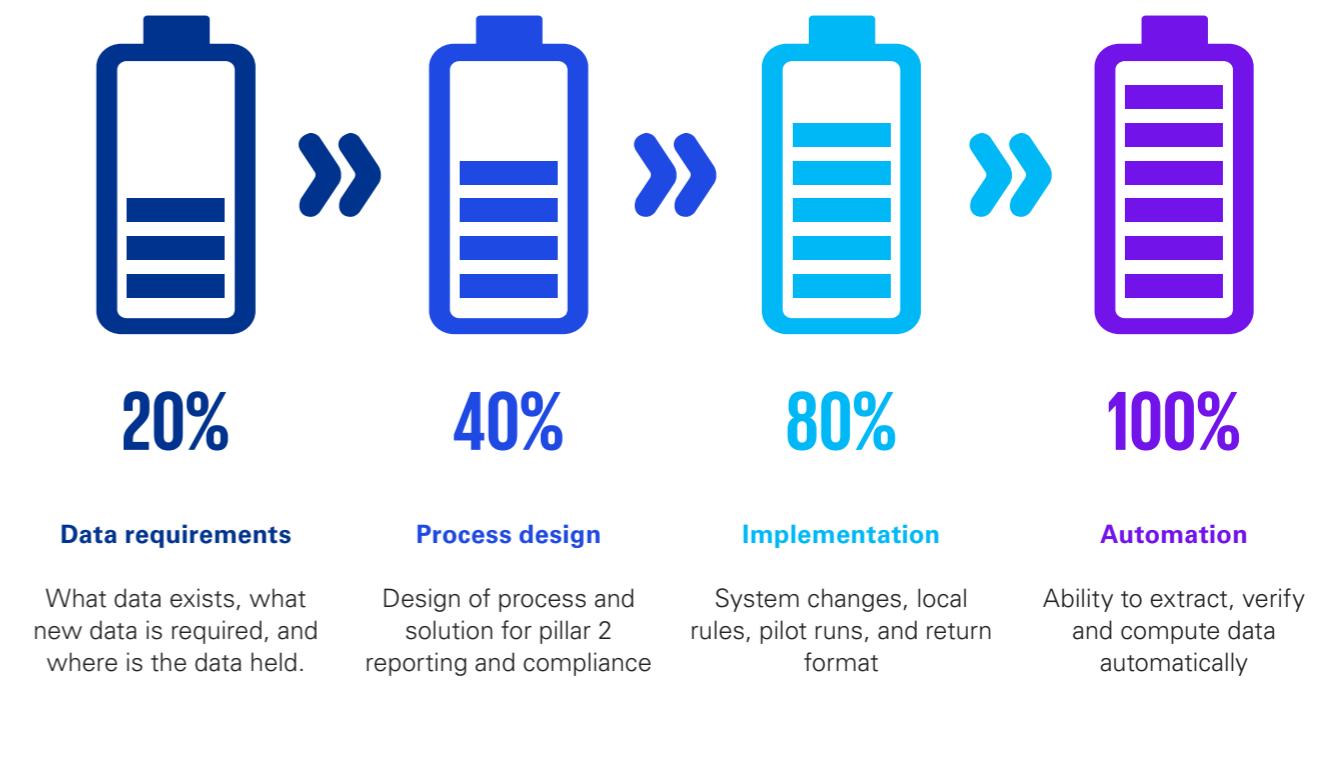 20%
40%
80%
100%
Data requirements
Process design
Implementation
Automation
What data exists, what
new data is required, and
where is the data held.
Design of process and
solution for pillar 2
reporting and compliance
System changes, local
rules, pilot runs, and return
format
Ability to extract, verify
and compute data
automatically